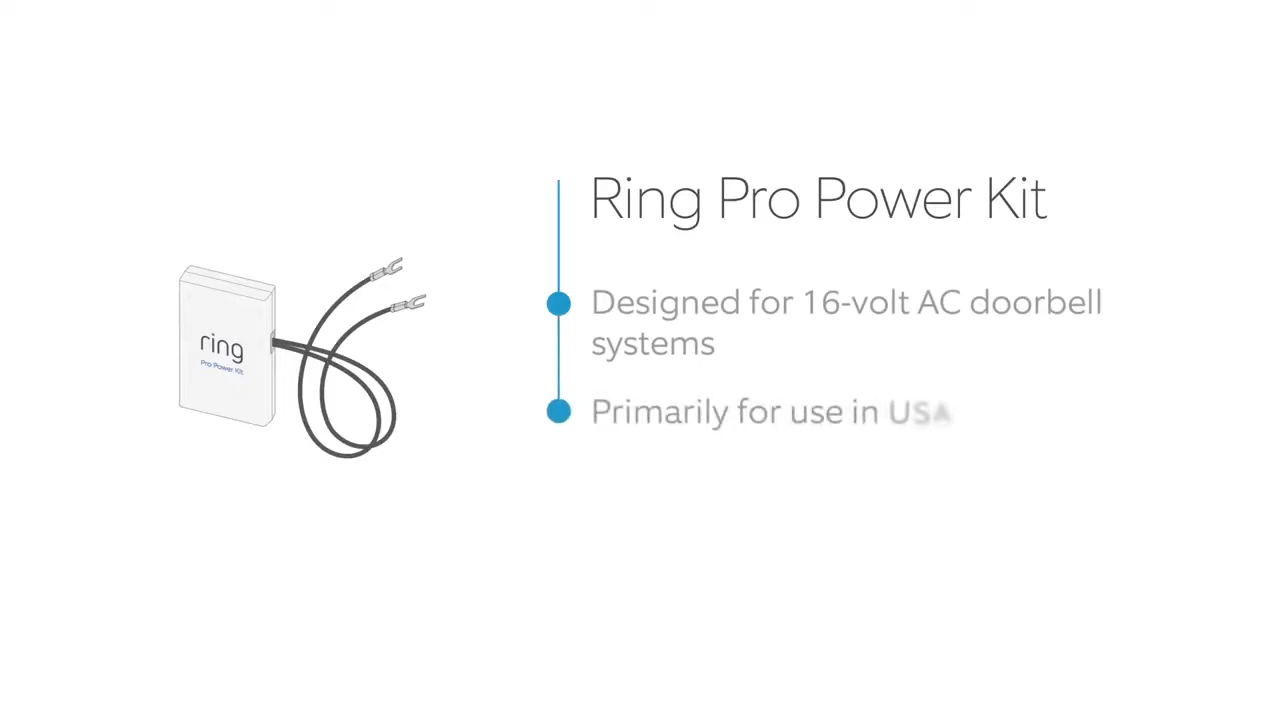 Ring Pro Power Kit
Designed for 16-volt AC doorbell
systems
Primarily for use in USA
ring
Pro Power Kit